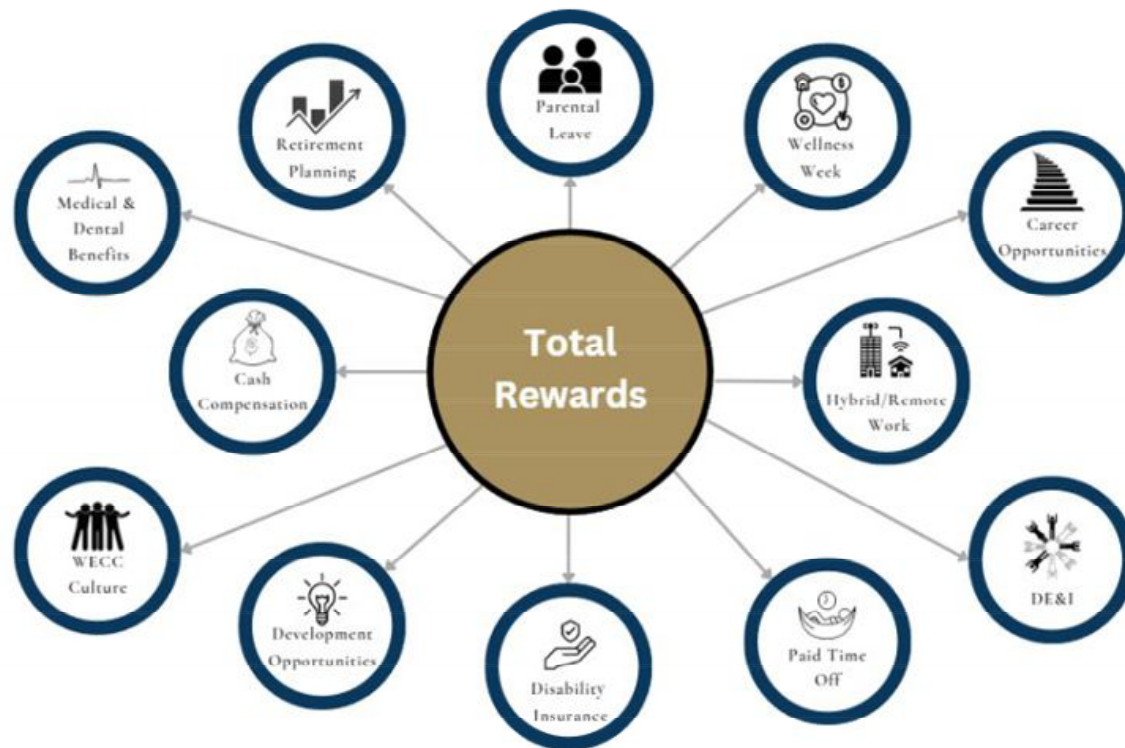 Parental
Leave
Retirement
Planning
Wellness
Week
Medical &
Dental
Benefits
Career
Opportunities
Total
Rewards
Cash
Compensation
Hybrid/Remote
Work
WECC
Culture
DE&I
Development
Opportunities
Paid Time
Off
Disability
Insurance